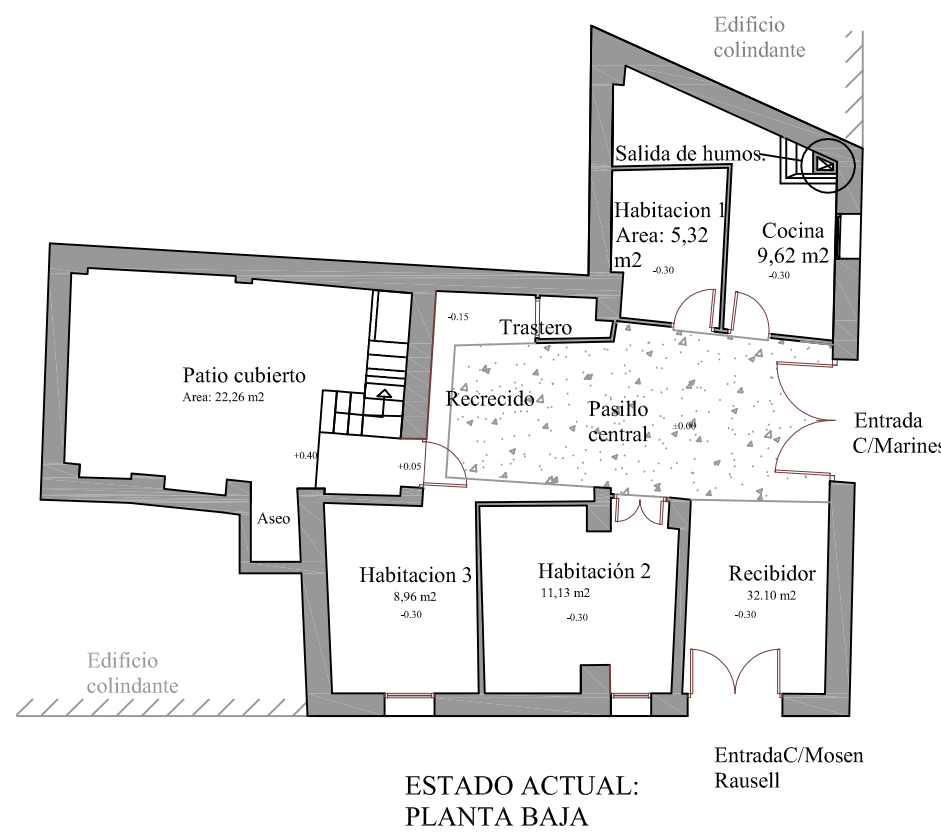 Edificio
colindante
Salida de humos.
Habitacion 1
Area: 5,32
m2
-0.30
Cocina
9,62 m2
-0.30
-0.15
Trastero
Patio cubierto
Area: 22,26 m2
Recrecido
Pasillo
central
±0.00
Entrada
C/Marines
+0.40
+0.05
Aseo
Habitacion 3
8,96 m2
-0.30
Habitación 2
11,13 m2
-0.30
Recibidor
32.10 m2
-0.30
Edificio
colindante
EntradaC/Mosen
Rausell
ESTADO ACTUAL:
PLANTA BAJA